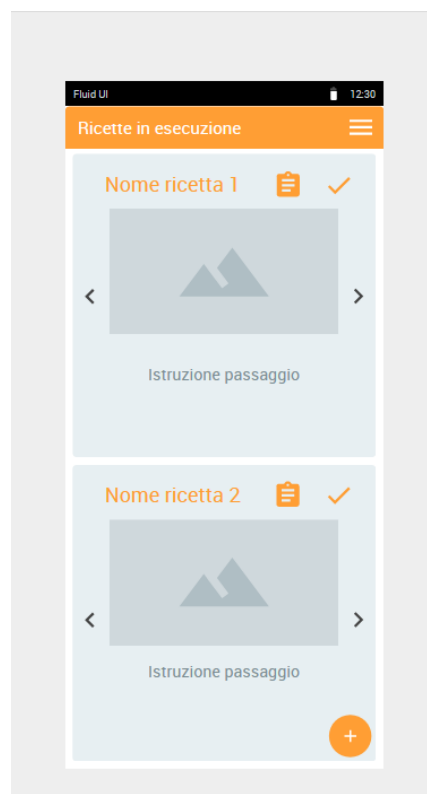 Fluid UI 12:30
Ricette in esecuzione
Nome ricetta 1
Istruzione passaggio
Nome ricetta 2
Istruzione passaggio
+